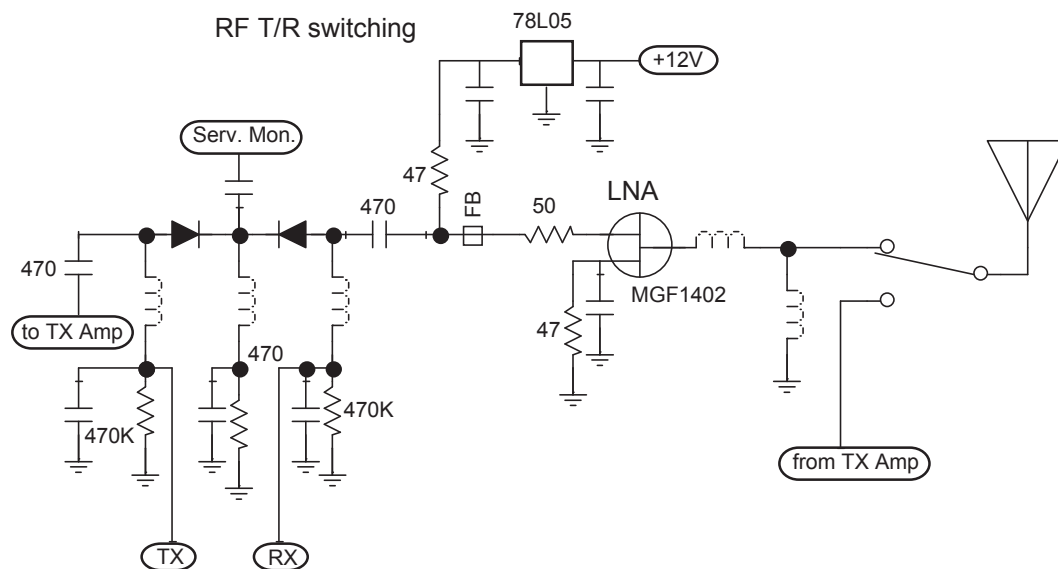 RF T/R switching
78L05
+12V
Serv. Mon.
47
470
FB
50
LNA
470
MGF1402
to TX Amp
47
470
470K
470K
from TX Amp
TX
RX